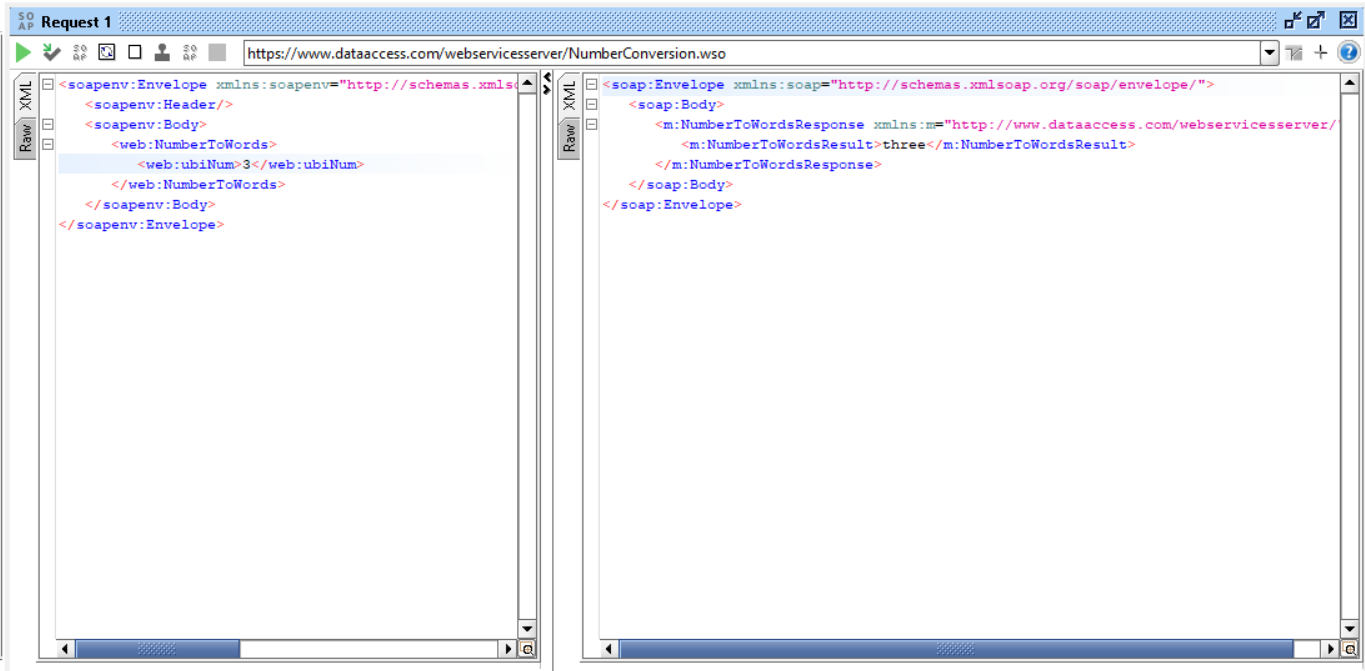 SOAP Request 1
https://www.dataaccess.com/webservicesserver/NumberConversion.wso
XML
Raw
<soapenv:Envelope xmlns:soapenv="http://schemas.xmlso
<soapenv:Header/>
<soapenv:Body>
<web:NumberToWords>
<web:ubiNum>3</web:ubiNum>
</web:NumberToWords>
</soapenv:Body>
</soapenv:Envelope>
XML
Raw
<soap:Envelope xmlns:soap="http://schemas.xmlsoap.org/soap/envelope/">
<soap:Body>
<m:NumberToWordsResponse xmlns:m="http://www.dataaccess.com/webservicesserver/"
<m:NumberToWordsResult>three</m:NumberToWordsResult>
</m:NumberToWordsResponse>
</soap:Body>
</soap:Envelope>